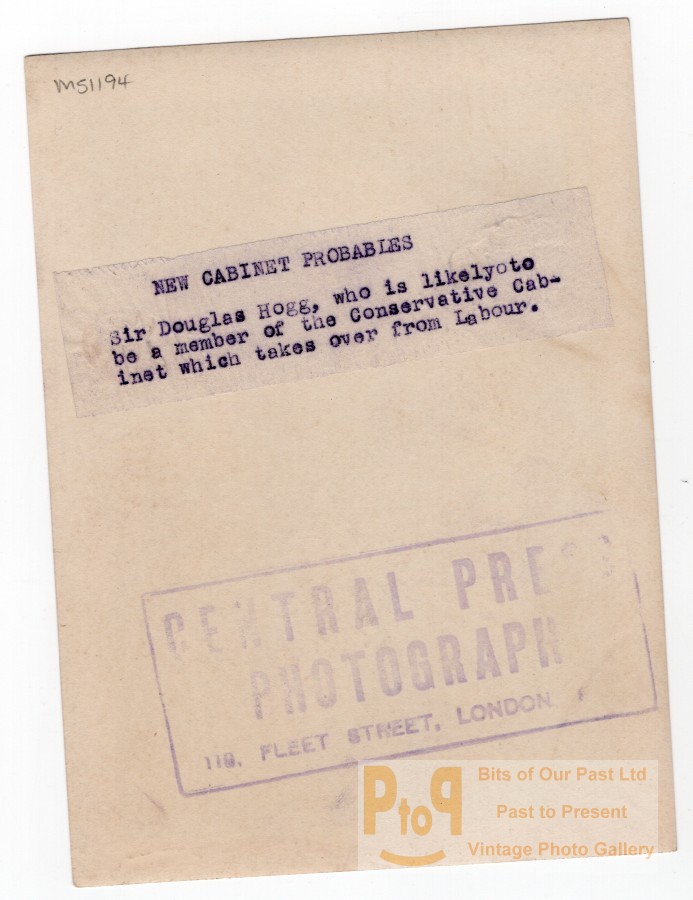 M51194
NEW CABINET PROBABLES
Sir Douglas Hogg, who is likelyoto
be a member of the Conservative Cab-
inet which takes over from Labour.
CENTRAL PRESS
PHOTOGRAPH
119, FLEET STREET, LONDON
PtoP
Bits of Our Past Ltd
Past to Present
Vintage Photo Gallery